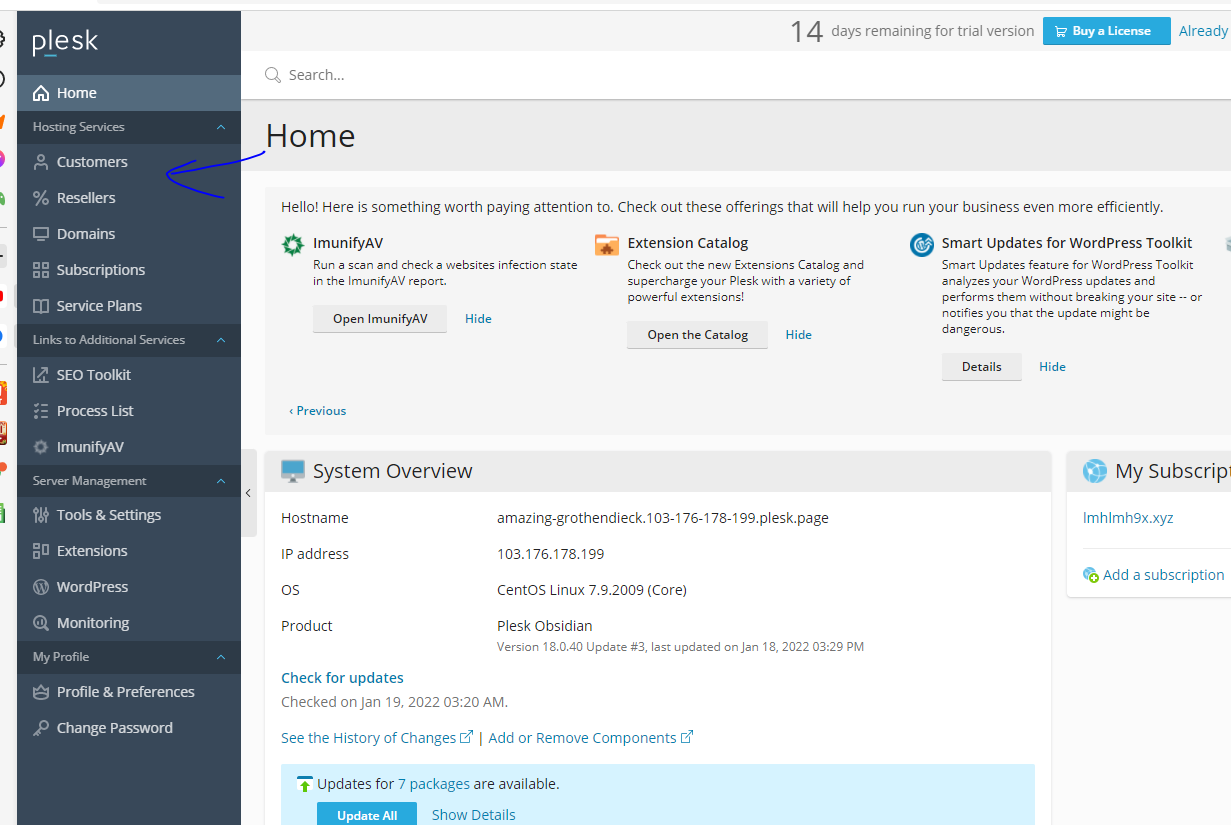 plesk
Home
Hosting Services
Customers
Resellers
Domains
Subscriptions
Service Plans
Links to Additional Services
SEO Toolkit
Process List
ImunifyAV
Server Management
Tools & Settings
Extensions
WordPress
Monitoring
My Profile
Profile & Preferences
Change Password
14 days remaining for trial version Buy a License Already
Search...
Home
Hello! Here is something worth paying attention to. Check out these offerings that will help you run your business even more efficiently.
ImunifyAV
Run a scan and check a websites infection state
in the ImunifyAV report.
Open ImunifyAV Hide
Extension Catalog
Check out the new Extensions Catalog and
supercharge your Plesk with a variety of
powerful extensions!
Open the Catalog Hide
Smart Updates for WordPress Toolkit
Smart Updates feature for WordPress Toolkit
analyzes your WordPress updates and
performs them without breaking your site -- or
notifies you that the update might be
dangerous.
Details Hide
‹ Previous
System Overview
Hostname amazing-grothendieck.103-176-178-199.plesk.page
IP address 103.176.178.199
OS CentOS Linux 7.9.2009 (Core)
Product Plesk Obsidian
Version 18.0.40 Update #3, last updated on Jan 18, 2022 03:29 PM
Check for updates
Checked on Jan 19, 2022 03:20 AM.
See the History of Changes | Add or Remove Components
Updates for 7 packages are available.
Update All Show Details
My Subscript
lmhlmh9x.xyz
Add a subscription